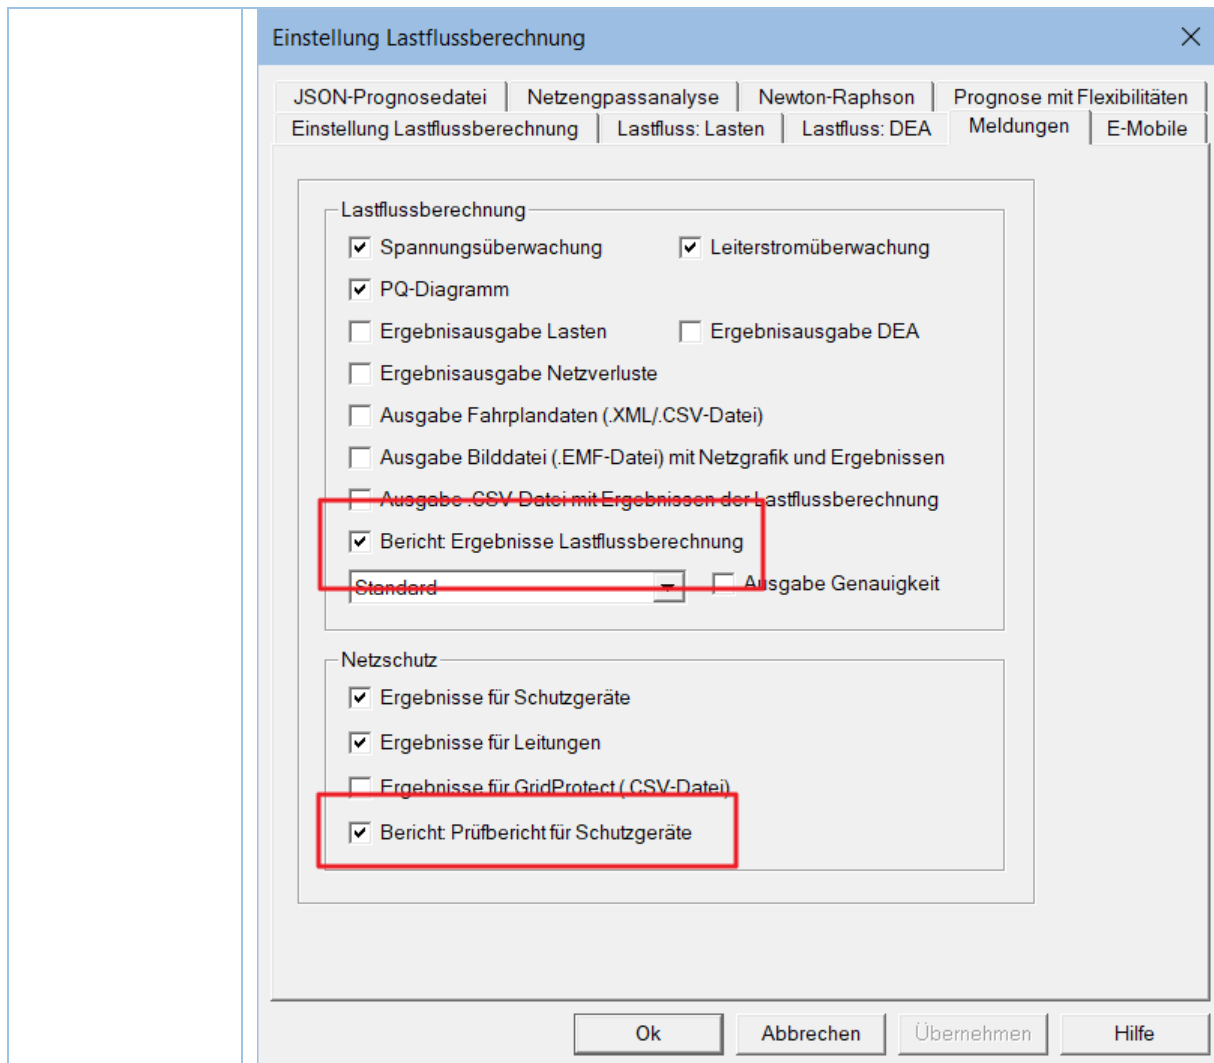 Einstellung Lastflussberechnung
JSON-Prognosedatei Netzengpassanalyse Newton-Raphson Prognose mit Flexibilitäten
Einstellung Lastflussberechnung Lastfluss: Lasten Lastfluss: DEA Meldungen E-Mobile
Lastflussberechnung
Spannungsüberwachung Leiterstromüberwachung
PQ-Diagramm
Ergebnisausgabe Lasten Ergebnisausgabe DEA
Ergebnisausgabe Netzverluste
Ausgabe Fahrplandaten (.XML/.CSV-Datei)
Ausgabe Bilddatei (.EMF-Datei) mit Netzgrafik und Ergebnissen
Ausgabe .CSV-Datei mit Ergebnissen der Lastflussberechnung
Bericht: Ergebnisse Lastflussberechnung
Standard Ausgabe Genauigkeit
Netzschutz
Ergebnisse für Schutzgeräte
Ergebnisse für Leitungen
Ergebnisse für GridProtect (.CSV-Datei)
Bericht: Prüfbericht für Schutzgeräte
Ok Abbrechen Übernehmen Hilfe